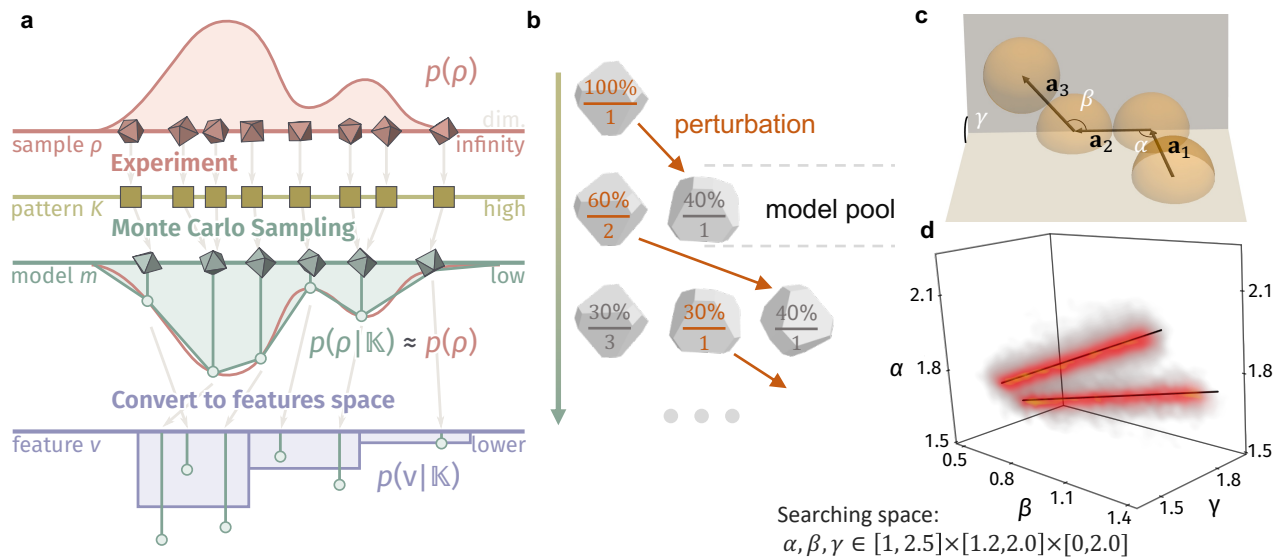 a
p(ρ)
dim.
sample ρ
infinity
Experiment
pattern K
high
Monte Carlo Sampling
model m
low
p(ρ|𝕂) ≈ p(ρ)
Convert to features space
feature v
lower
p(v|𝕂)
b
100%
1
perturbation
60%
2
40%
1
model pool
30%
3
30%
1
40%
1
c
a₃
β
γ
a₂
α
a₁
d
2.1
1.8
1.5
α
0.5
0.8
1.1
1.4
β
1.5
1.8
γ
2.1
1.8
1.5
Searching space:
α, β, γ ∈ [1, 2.5]×[1.2,2.0]×[0,2.0]